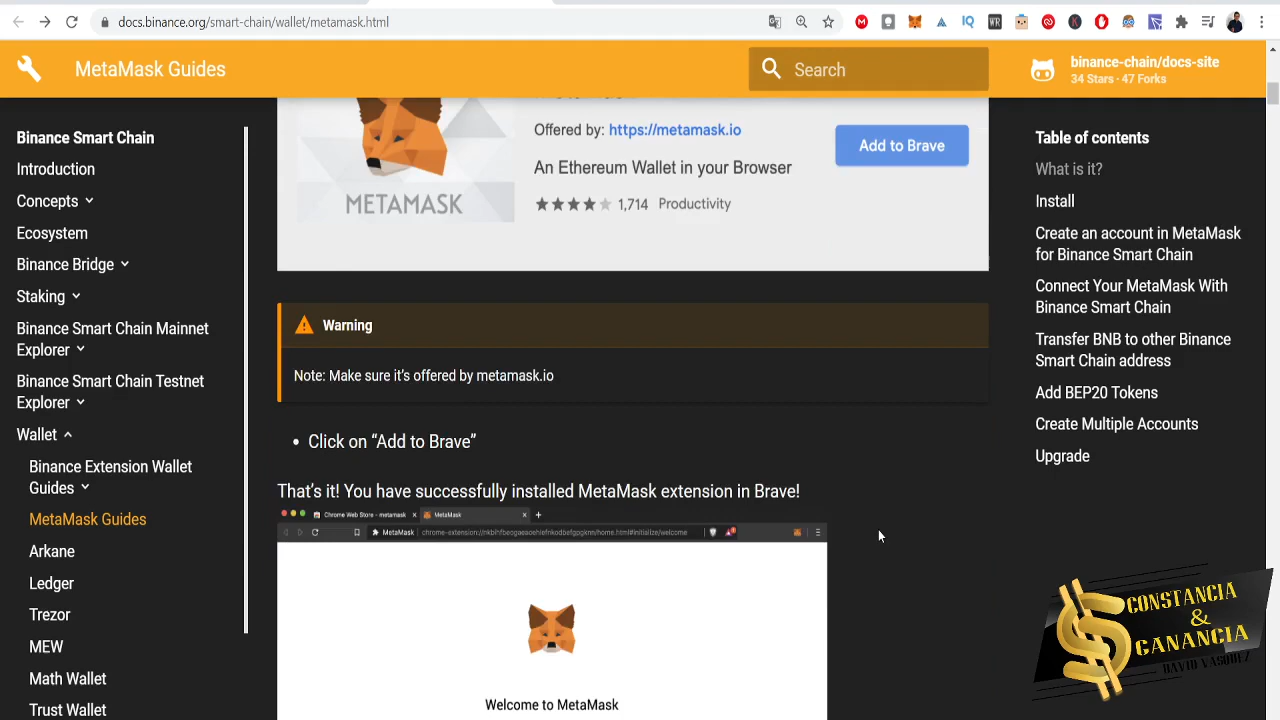 docs.binance.org/smart-chain/wallet/metamask.html
MetaMask Guides
Search
binance-chain/docs-site
34 Stars · 47 Forks
Binance Smart Chain
Introduction
Concepts
Ecosystem
Binance Bridge
Staking
Binance Smart Chain Mainnet
Explorer
Binance Smart Chain Testnet
Explorer
Wallet
Binance Extension Wallet
Guides
MetaMask Guides
Arkane
Ledger
Trezor
MEW
Math Wallet
Trust Wallet
METAMASK
Offered by: https://metamask.io
An Ethereum Wallet in your Browser
1,714 Productivity
Add to Brave
Warning
Note: Make sure it's offered by metamask.io
• Click on “Add to Brave”
That's it! You have successfully installed MetaMask extension in Brave!
Chrome Web Store - metamask
MetaMask
MetaMask
Welcome to MetaMask
Table of contents
What is it?
Install
Create an account in MetaMask
for Binance Smart Chain
Connect Your MetaMask With
Binance Smart Chain
Transfer BNB to other Binance
Smart Chain address
Add BEP20 Tokens
Create Multiple Accounts
Upgrade
CONSTANCIA
&
GANANCIA
DAVID VASQUEZ